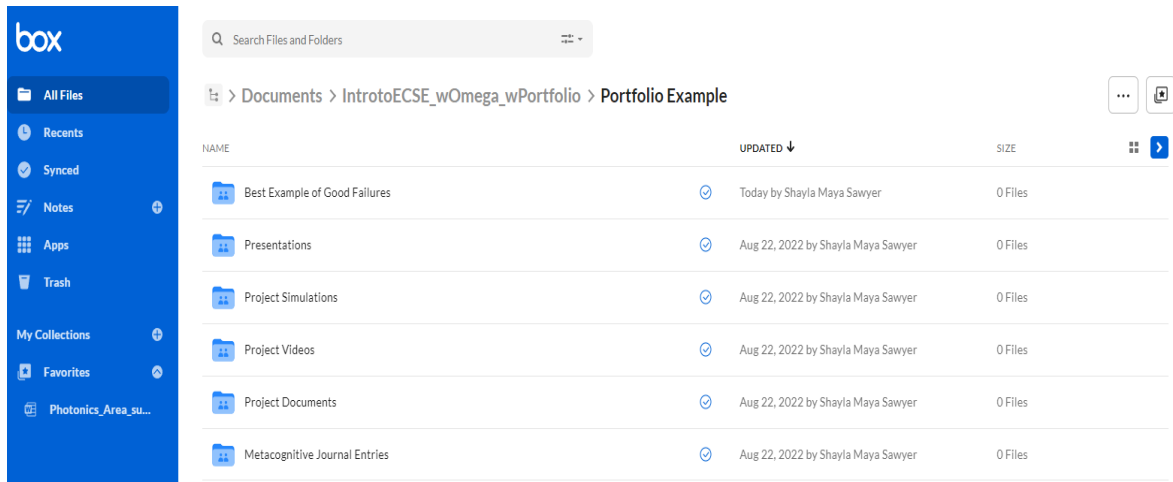 box
All Files
Recents
Synced
Notes
Apps
Trash
My Collections
Favorites
Photonics_Area_su...
Search Files and Folders
> Documents > IntrotoECSE_wOmega_wPortfolio > Portfolio Example
NAME UPDATED SIZE
Best Example of Good Failures Today by Shayla Maya Sawyer 0 Files
Presentations Aug 22, 2022 by Shayla Maya Sawyer 0 Files
Project Simulations Aug 22, 2022 by Shayla Maya Sawyer 0 Files
Project Videos Aug 22, 2022 by Shayla Maya Sawyer 0 Files
Project Documents Aug 22, 2022 by Shayla Maya Sawyer 0 Files
Metacognitive Journal Entries Aug 22, 2022 by Shayla Maya Sawyer 0 Files